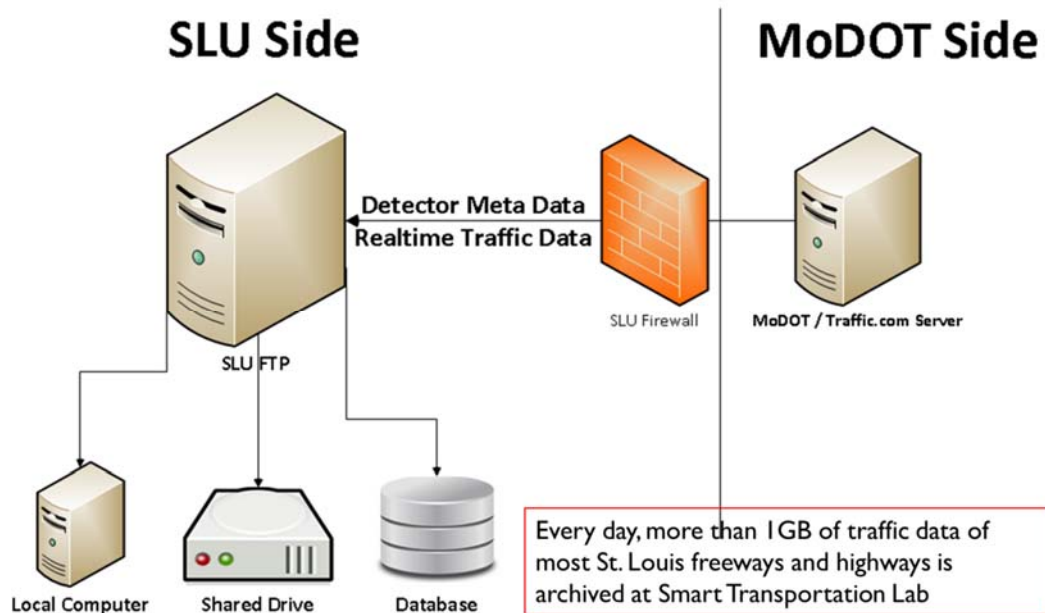 SLU Side
MoDOT Side
Detector Meta Data
Realtime Traffic Data
SLU Firewall
MoDOT / Traffic.com Server
SLU FTP
Local Computer
Shared Drive
Database
Every day, more than 1GB of traffic data of
most St. Louis freeways and highways is
archived at Smart Transportation Lab